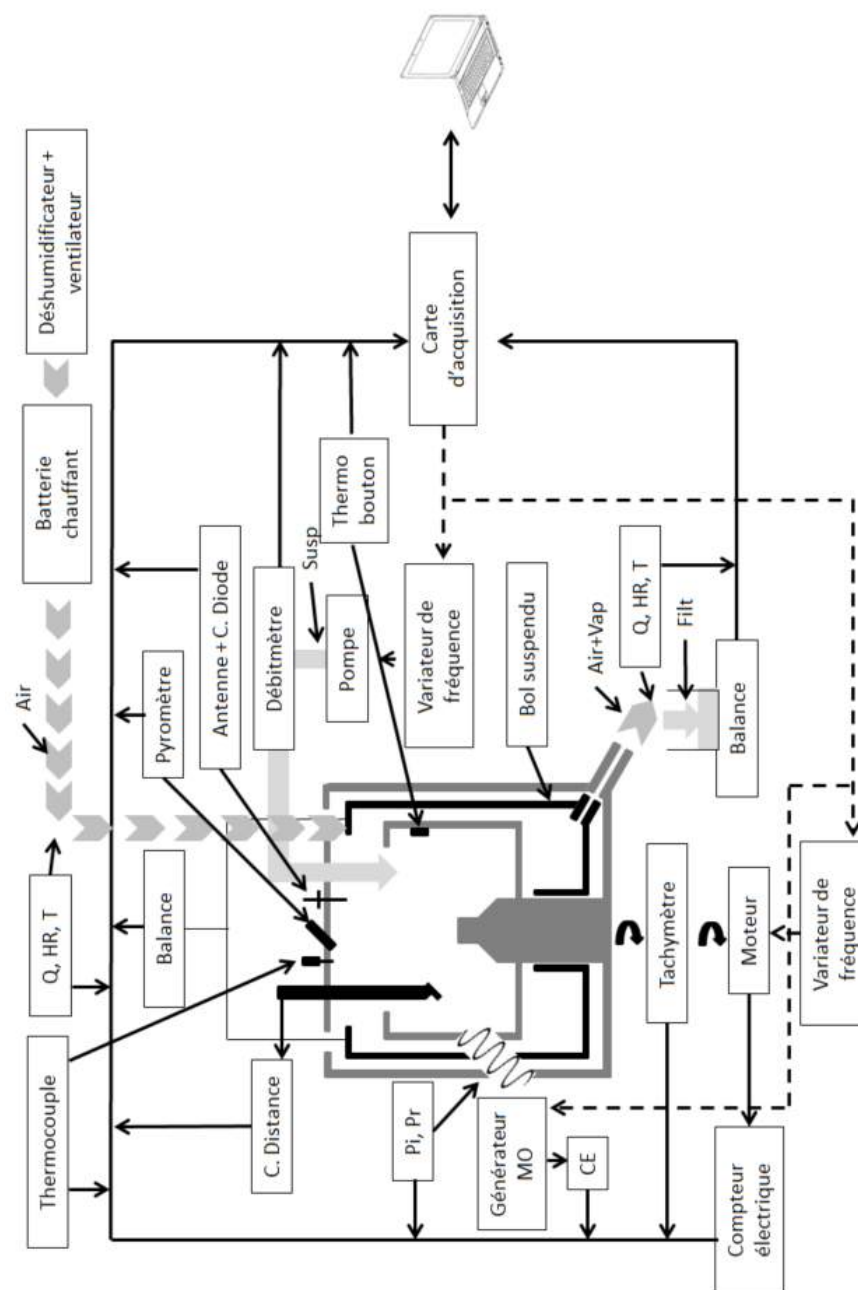 Thermocouple
Q, HR, T
Air
Batterie
chauffant
Déshumidificateur +
ventilateur
C. Distance
Balance
Pyromètre
Antenne + C. Diode
Débitmètre
Susp
Pompe
Thermo
bouton
Variateur de
fréquence
Carte
d'acquisition
Pi, Pr
Générateur
MO
CE
Bol suspendu
Air+Vap
Q, HR, T
Filt
Balance
Tachymètre
Moteur
Compteur
électrique
Variateur de
fréquence